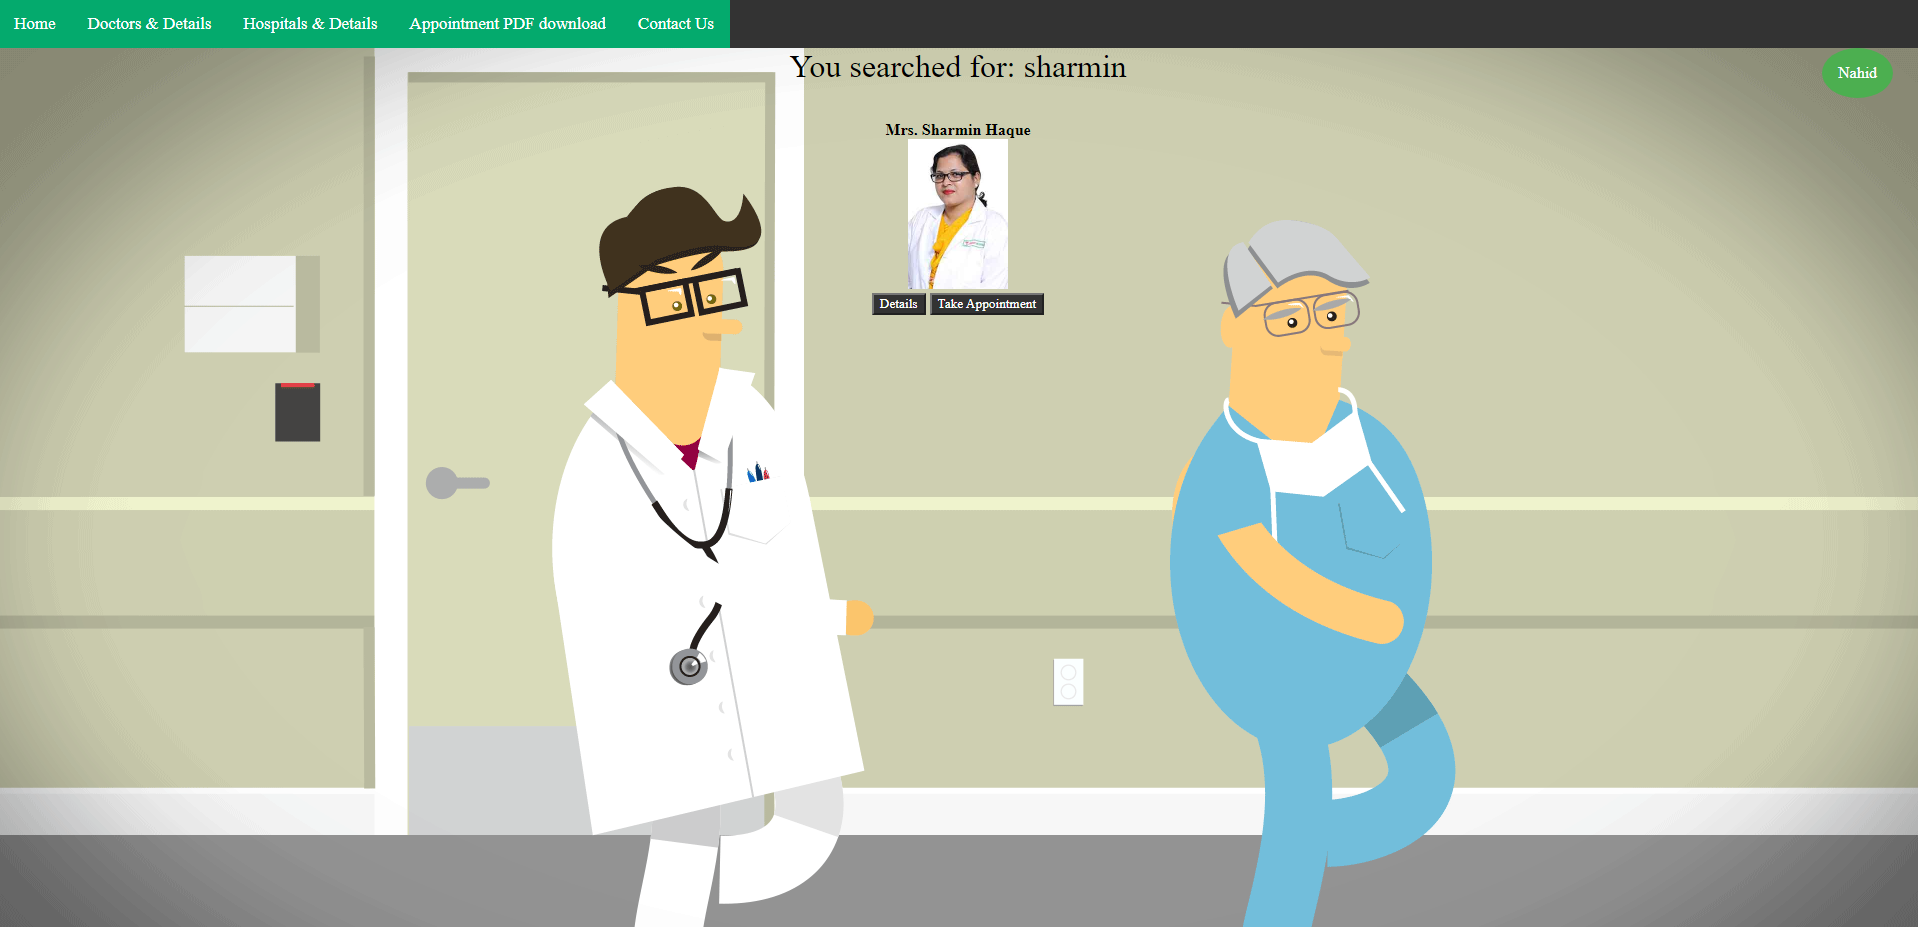 Home Doctors & Details Hospitals & Details Appointment PDF download Contact Us
You searched for: sharmin
Nahid
Mrs. Sharmin Haque
Details Take Appointment